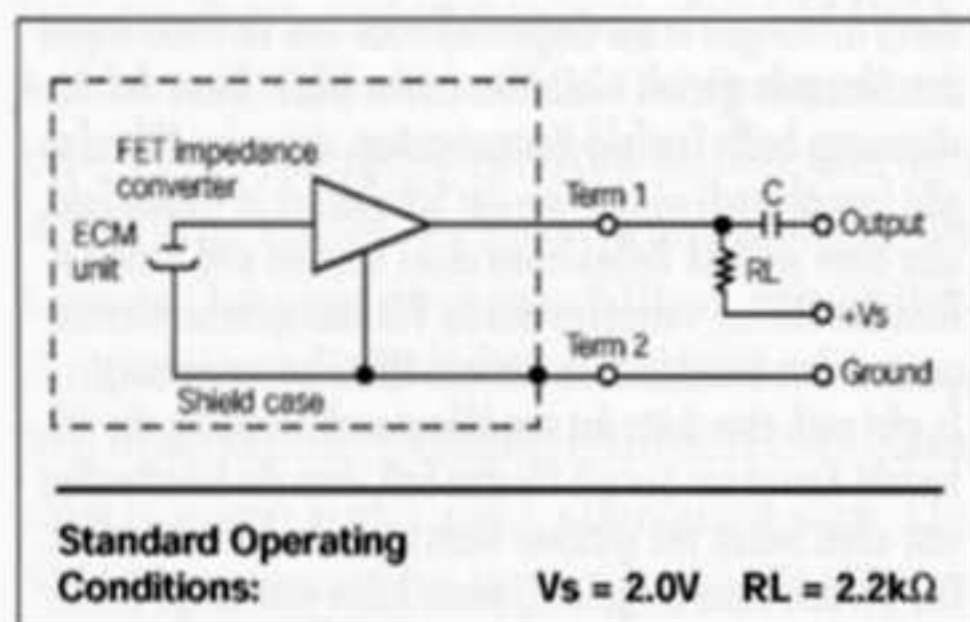 FET Impedance
converter
ECM
unit
Term 1
C
Output
RL
+Vs
Term 2
Ground
Shield case
Standard Operating
Conditions: Vs = 2.0V RL = 2.2kΩ